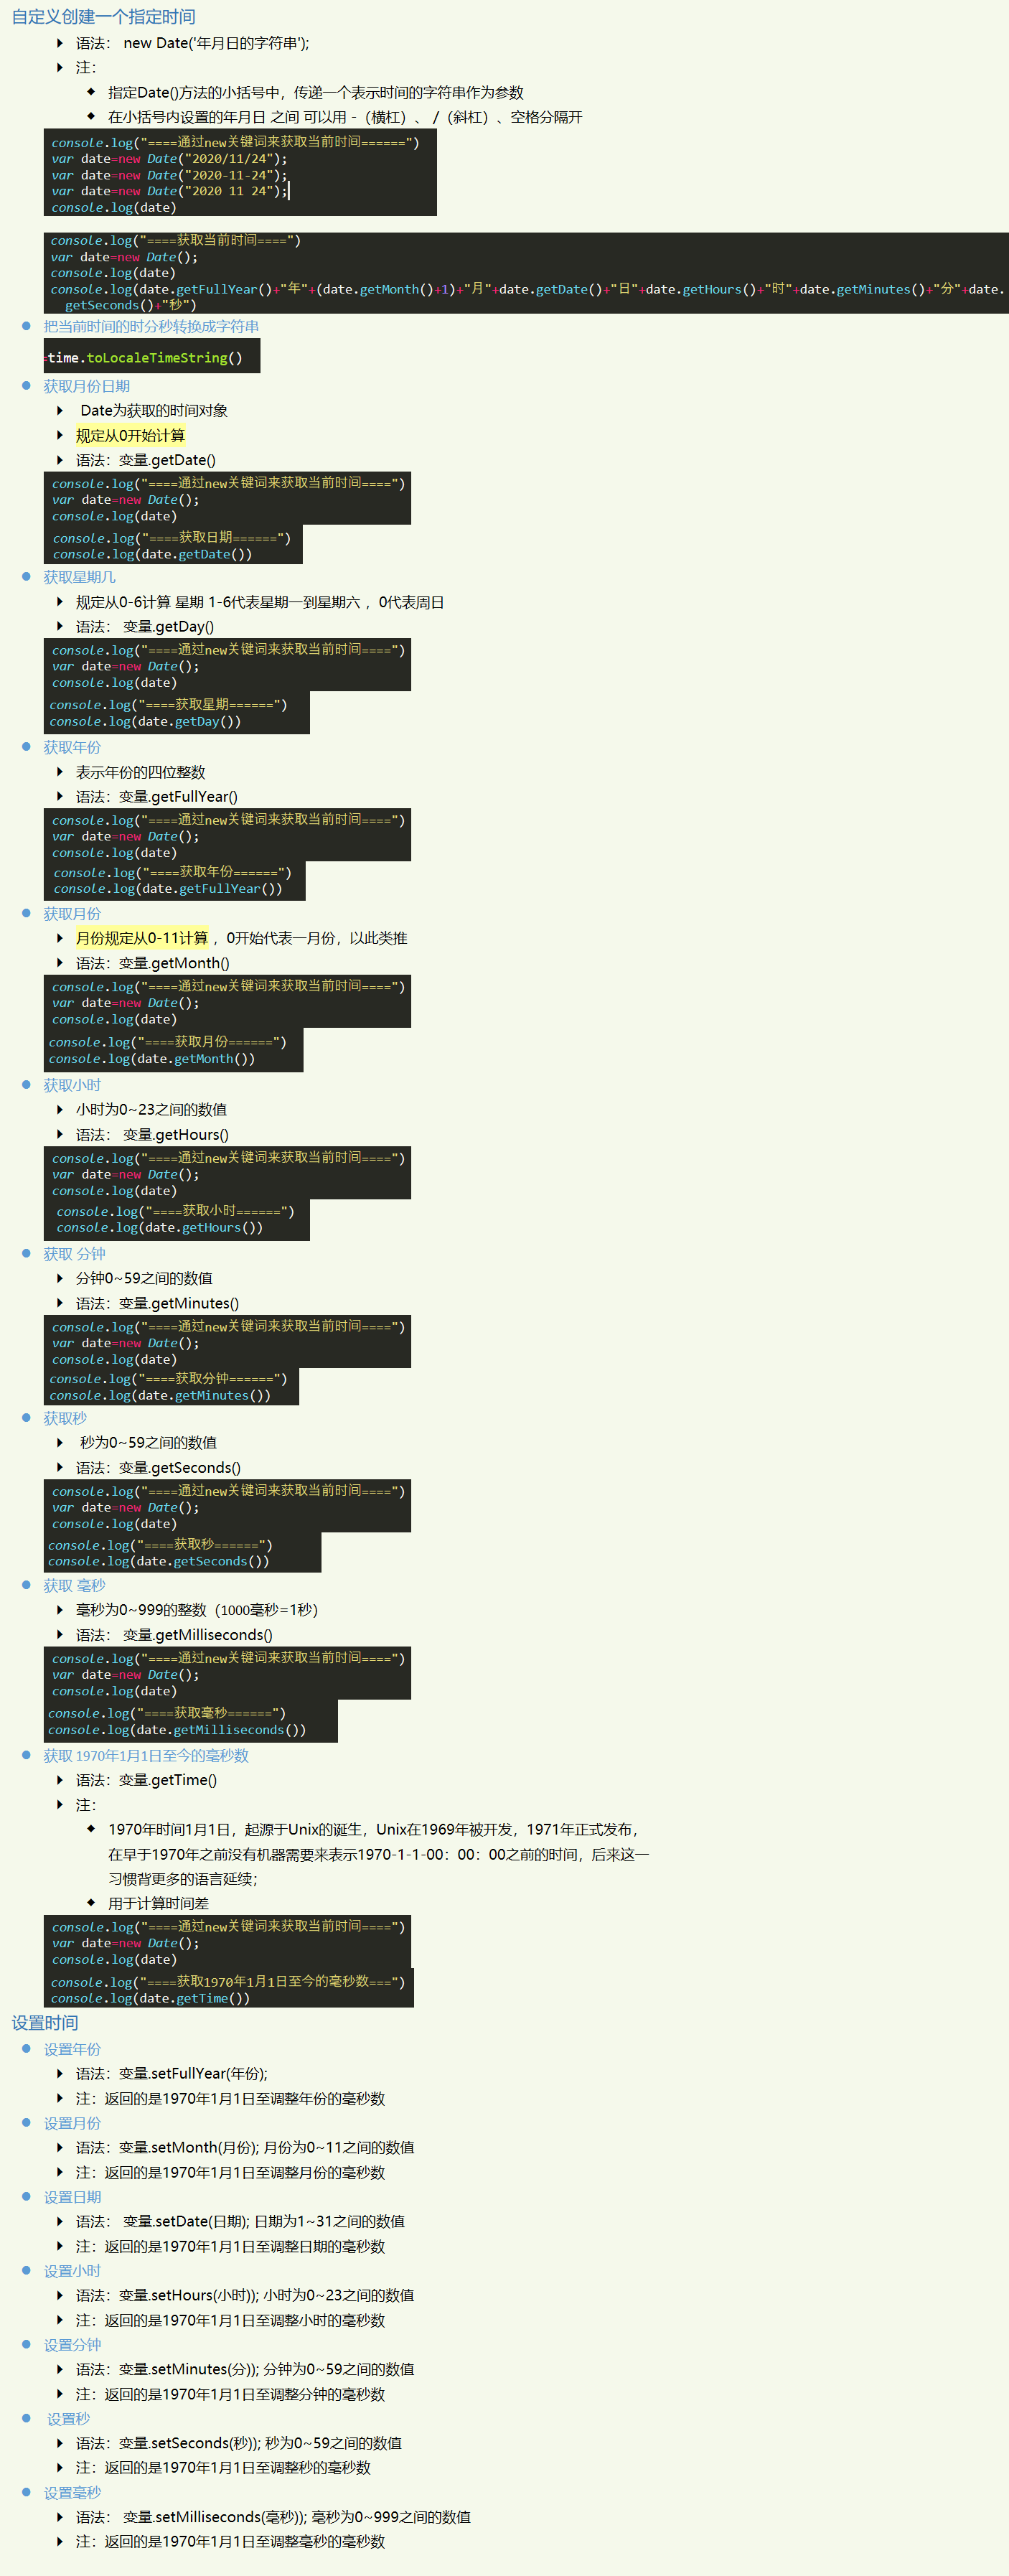 自定义创建一个指定时间
语法： new Date('年月日的字符串');
注：
指定Date()方法的小括号中，传递一个表示时间的字符串作为参数
在小括号内设置的年月日 之间 可以用 -（横杠）、 /（斜杠）、空格分隔开
console.log("====通过new关键词来获取当前时间======")
var date=new Date("2020/11/24");
var date=new Date("2020-11-24");
var date=new Date("2020 11 24");
console.log(date)
console.log("====获取当前时间====")
var date=new Date();
console.log(date)
console.log(date.getFullYear()+"年"+(date.getMonth()+1)+"月"+date.getDate()+"日"+date.getHours()+"时"+date.getMinutes()+"分"+date.
getSeconds()+"秒")
把当前时间的时分秒转换成字符串
=time.toLocaleTimeString()
获取月份日期
Date为获取的时间对象
规定从0开始计算
语法：变量.getDate()
console.log("====通过new关键词来获取当前时间====")
var date=new Date();
console.log(date)
console.log("====获取日期======")
console.log(date.getDate())
获取星期几
规定从0-6计算 星期 1-6代表星期一到星期六 ，0代表周日
语法： 变量.getDay()
console.log("====通过new关键词来获取当前时间====")
var date=new Date();
console.log(date)
console.log("====获取星期======")
console.log(date.getDay())
获取年份
表示年份的四位整数
语法：变量.getFullYear()
console.log("====通过new关键词来获取当前时间====")
var date=new Date();
console.log(date)
console.log("====获取年份======")
console.log(date.getFullYear())
获取月份
月份规定从0-11计算 ，0开始代表一月份，以此类推
语法：变量.getMonth()
console.log("====通过new关键词来获取当前时间====")
var date=new Date();
console.log(date)
console.log("====获取月份======")
console.log(date.getMonth())
获取小时
小时为0~23之间的数值
语法： 变量.getHours()
console.log("====通过new关键词来获取当前时间====")
var date=new Date();
console.log(date)
console.log("====获取小时======")
console.log(date.getHours())
获取 分钟
分钟0~59之间的数值
语法：变量.getMinutes()
console.log("====通过new关键词来获取当前时间====")
var date=new Date();
console.log(date)
console.log("====获取分钟======")
console.log(date.getMinutes())
获取秒
秒为0~59之间的数值
语法：变量.getSeconds()
console.log("====通过new关键词来获取当前时间====")
var date=new Date();
console.log(date)
console.log("====获取秒======")
console.log(date.getSeconds())
获取 毫秒
毫秒为0~999的整数（1000毫秒=1秒）
语法： 变量.getMilliseconds()
console.log("====通过new关键词来获取当前时间====")
var date=new Date();
console.log(date)
console.log("====获取毫秒======")
console.log(date.getMilliseconds())
获取 1970年1月1日至今的毫秒数
语法：变量.getTime()
注：
1970年时间1月1日，起源于Unix的诞生，Unix在1969年被开发，1971年正式发布，
在早于1970年之前没有机器需要来表示1970-1-1-00：00：00之前的时间，后来这一
习惯背更多的语言延续；
用于计算时间差
console.log("====通过new关键词来获取当前时间====")
var date=new Date();
console.log(date)
console.log("====获取1970年1月1日至今的毫秒数===")
console.log(date.getTime())
设置时间
设置年份
语法：变量.setFullYear(年份);
注：返回的是1970年1月1日至调整年份的毫秒数
设置月份
语法：变量.setMonth(月份); 月份为0~11之间的数值
注：返回的是1970年1月1日至调整月份的毫秒数
设置日期
语法： 变量.setDate(日期); 日期为1~31之间的数值
注：返回的是1970年1月1日至调整日期的毫秒数
设置小时
语法：变量.setHours(小时)); 小时为0~23之间的数值
注：返回的是1970年1月1日至调整小时的毫秒数
设置分钟
语法：变量.setMinutes(分)); 分钟为0~59之间的数值
注：返回的是1970年1月1日至调整分钟的毫秒数
设置秒
语法：变量.setSeconds(秒)); 秒为0~59之间的数值
注：返回的是1970年1月1日至调整秒的毫秒数
设置毫秒
语法： 变量.setMilliseconds(毫秒)); 毫秒为0~999之间的数值
注：返回的是1970年1月1日至调整毫秒的毫秒数